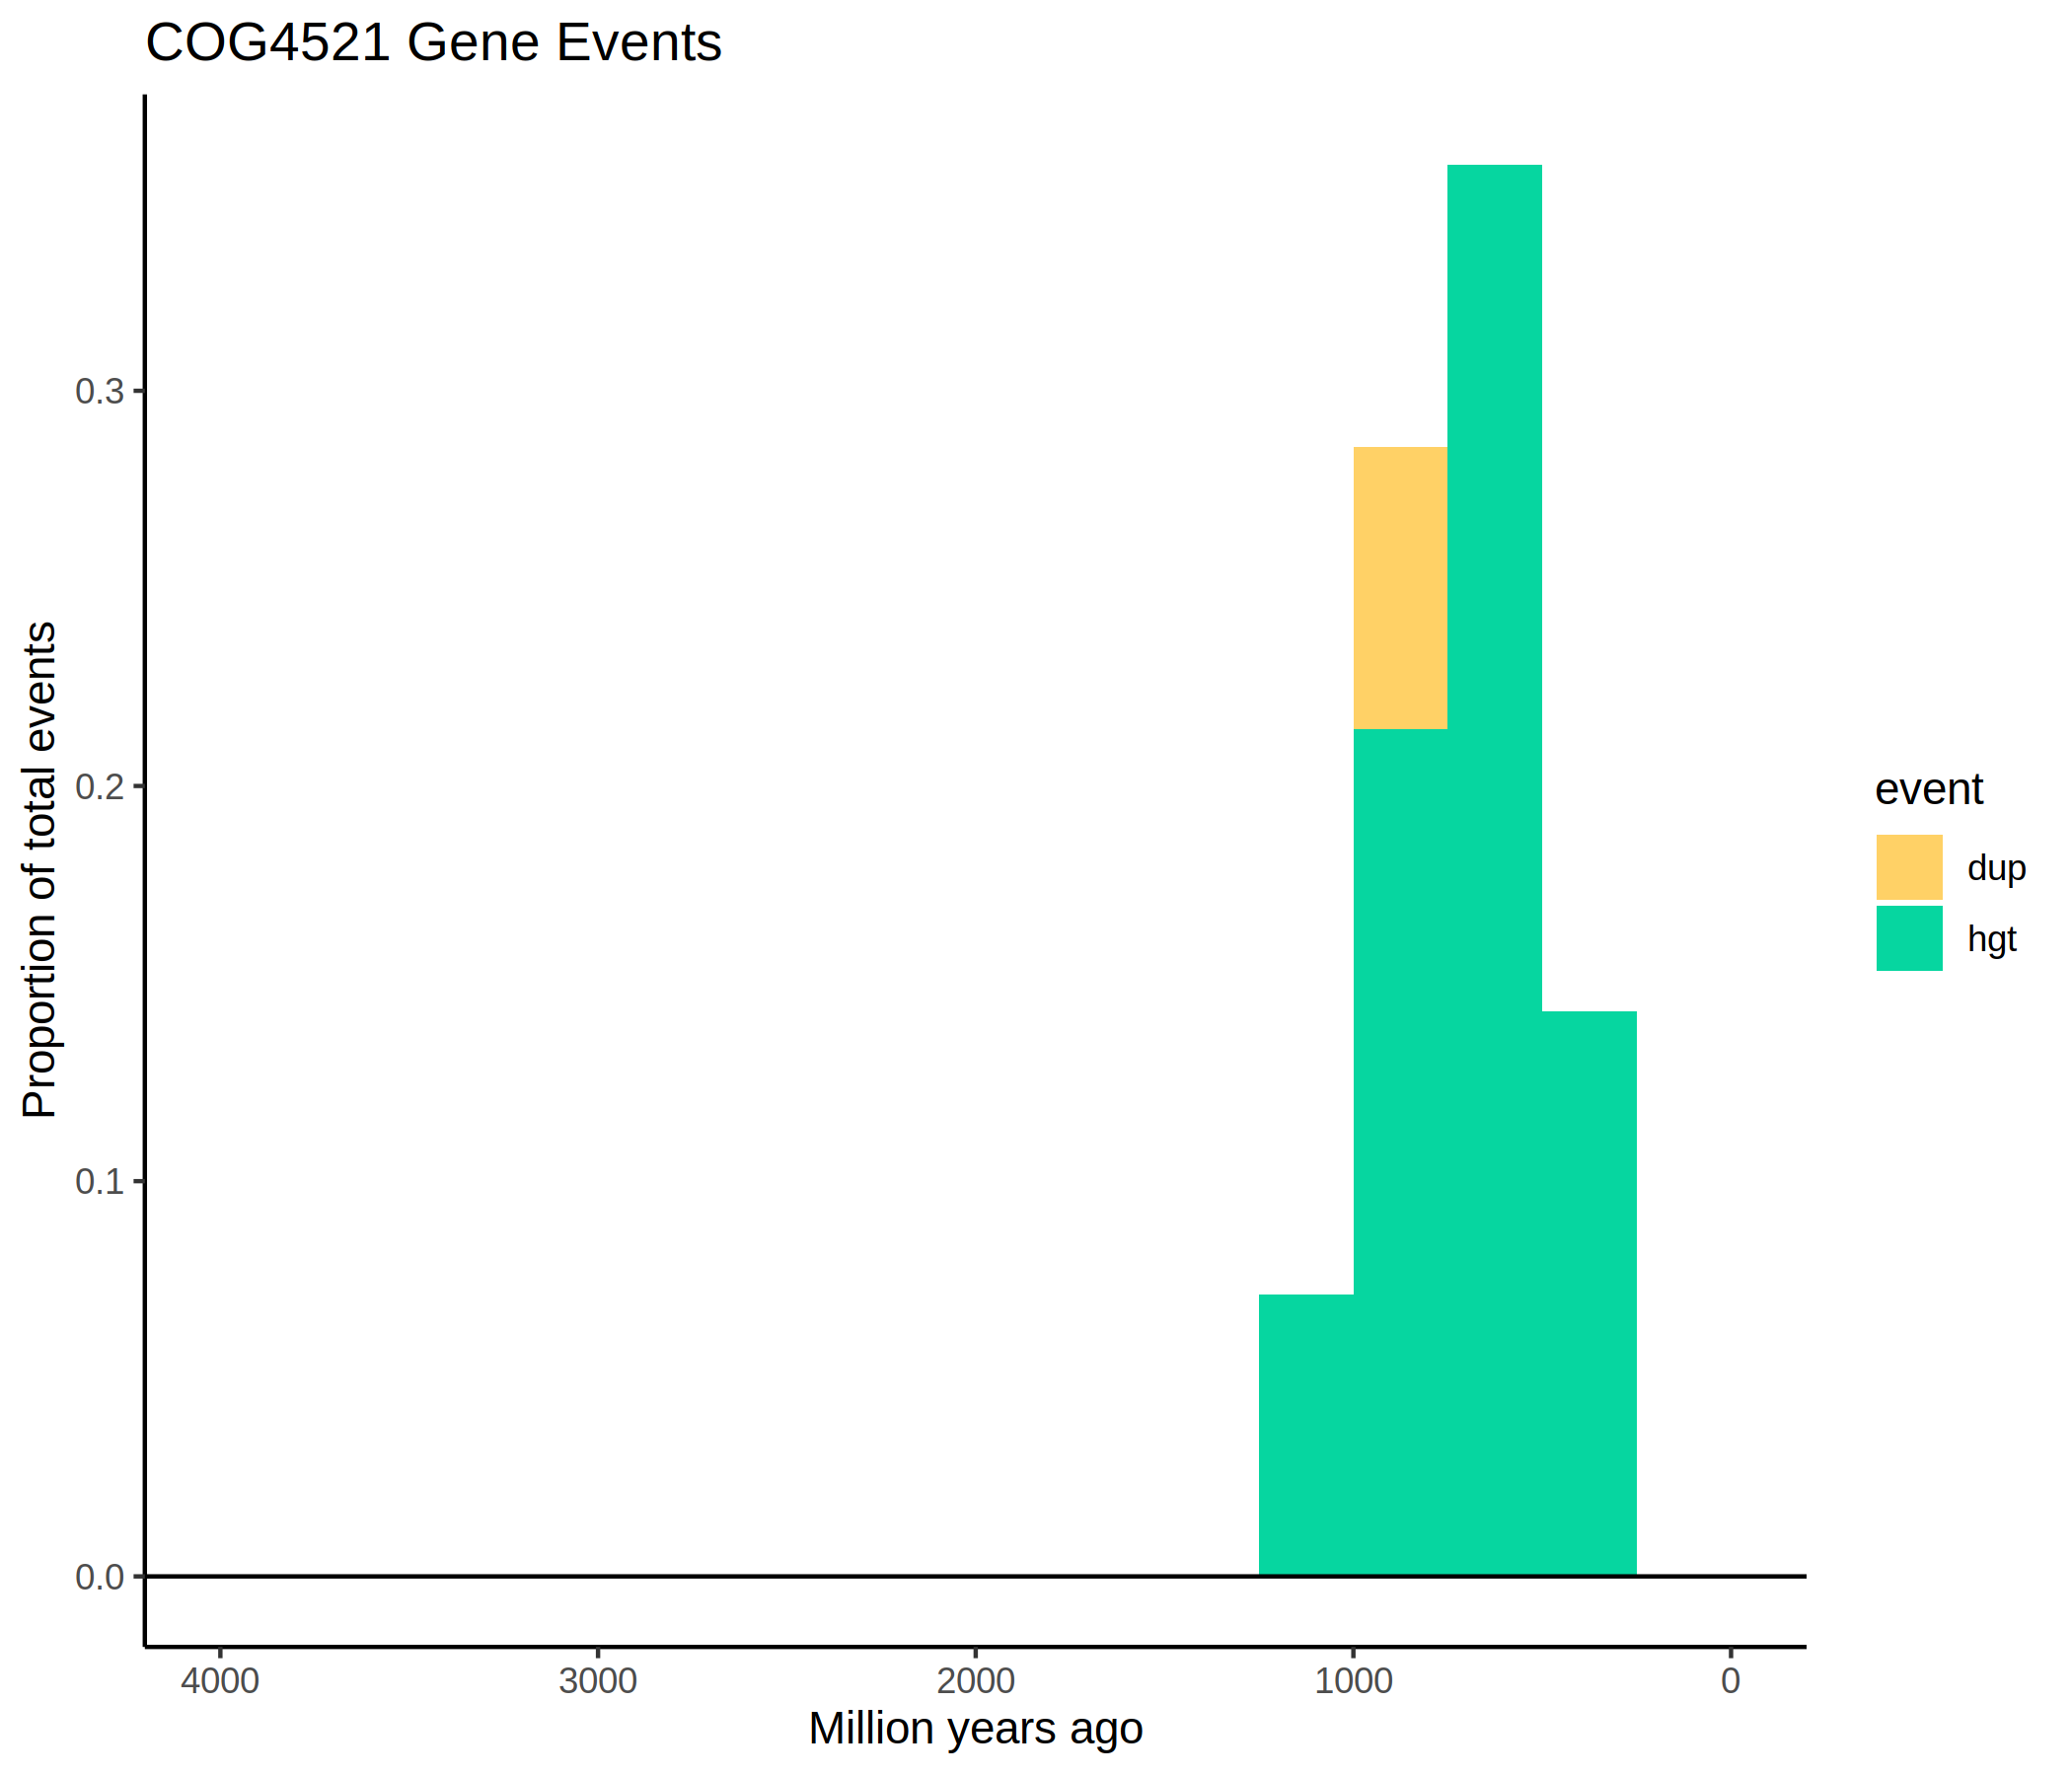 COG4521 Gene Events
Proportion of total events
0.3
0.2
0.1
0.0
4000 3000 2000 1000 0
Million years ago
event
dup
hgt